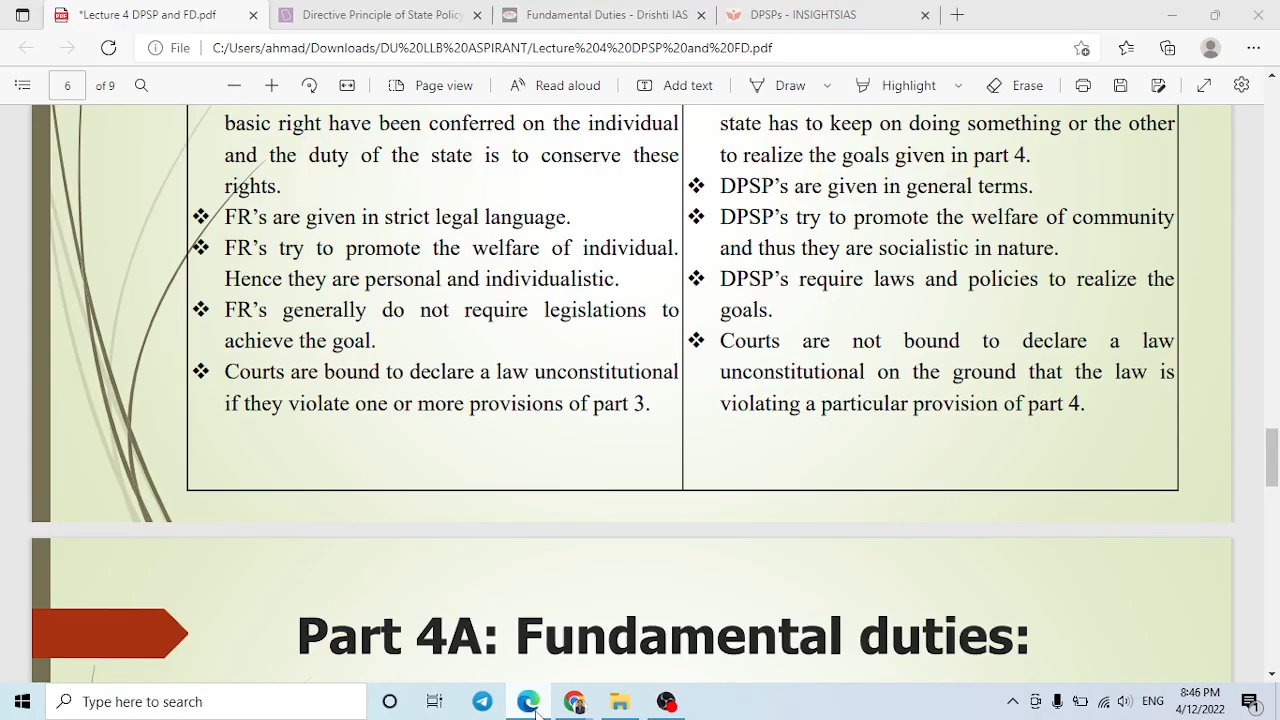 *Lecture 4 DPSP and FD.pdf
Directive Principle of State Policy
Fundamental Duties - Drishti IAS
DPSPs - INSIGHTSIAS
File
C:/Users/ahmad/Downloads/DU%20LLB%20ASPIRANT/Lecture%204%20DPSP%20and%20FD.pdf
6 of 9
Page view
Read aloud
Add text
Draw
Highlight
Erase
basic right have been conferred on the individual
and the duty of the state is to conserve these
rights.
❖ FR’s are given in strict legal language.
❖ FR’s try to promote the welfare of individual.
Hence they are personal and individualistic.
❖ FR’s generally do not require legislations to
achieve the goal.
❖ Courts are bound to declare a law unconstitutional
if they violate one or more provisions of part 3.
state has to keep on doing something or the other
to realize the goals given in part 4.
❖ DPSP’s are given in general terms.
❖ DPSP’s try to promote the welfare of community
and thus they are socialistic in nature.
❖ DPSP’s require laws and policies to realize the
goals.
❖ Courts are not bound to declare a law
unconstitutional on the ground that the law is
violating a particular provision of part 4.
Part 4A: Fundamental duties:
Type here to search
ENG
8:46 PM
4/12/2022